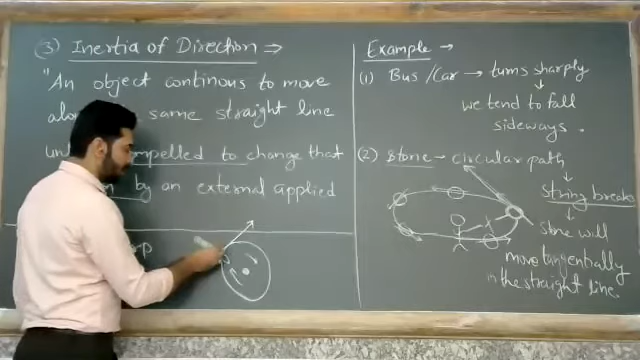 (3) Inertia of Direction ⇒
"An object continous to move
same straight line
compelled to change that
by an external applied
Example →
(1) Bus /Car → turns sharply
↓
we tend to fall
sideways.
(2) Stone - circular path
↓
string breaks
↓
stone will
move tangentially
in the straight line.